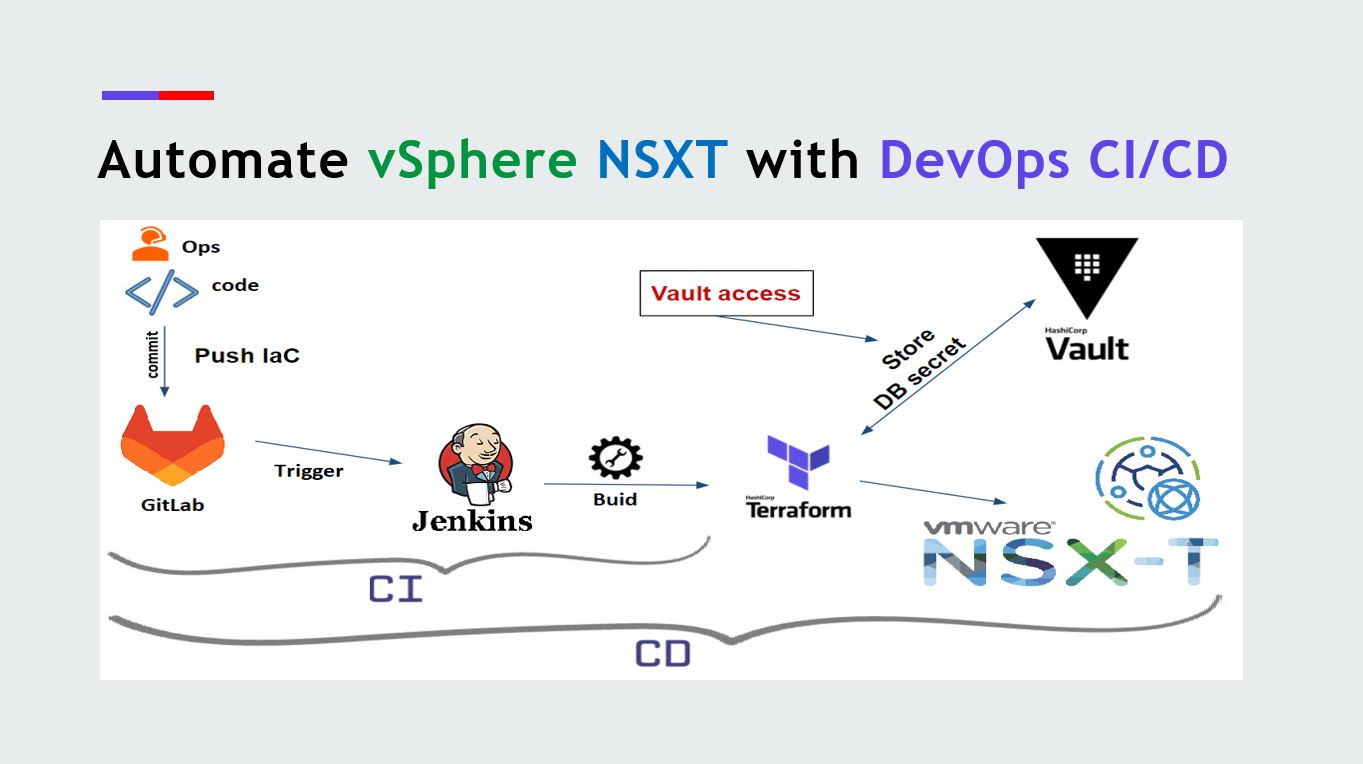 Automate vSphere NSXT with DevOps CI/CD
Ops
code
commit
Push IaC
GitLab
Trigger
Jenkins
Buid
Vault access
Store
DB secret
HashiCorp
Vault
HashiCorp
Terraform
vmware®
NSX-T
CI
CD